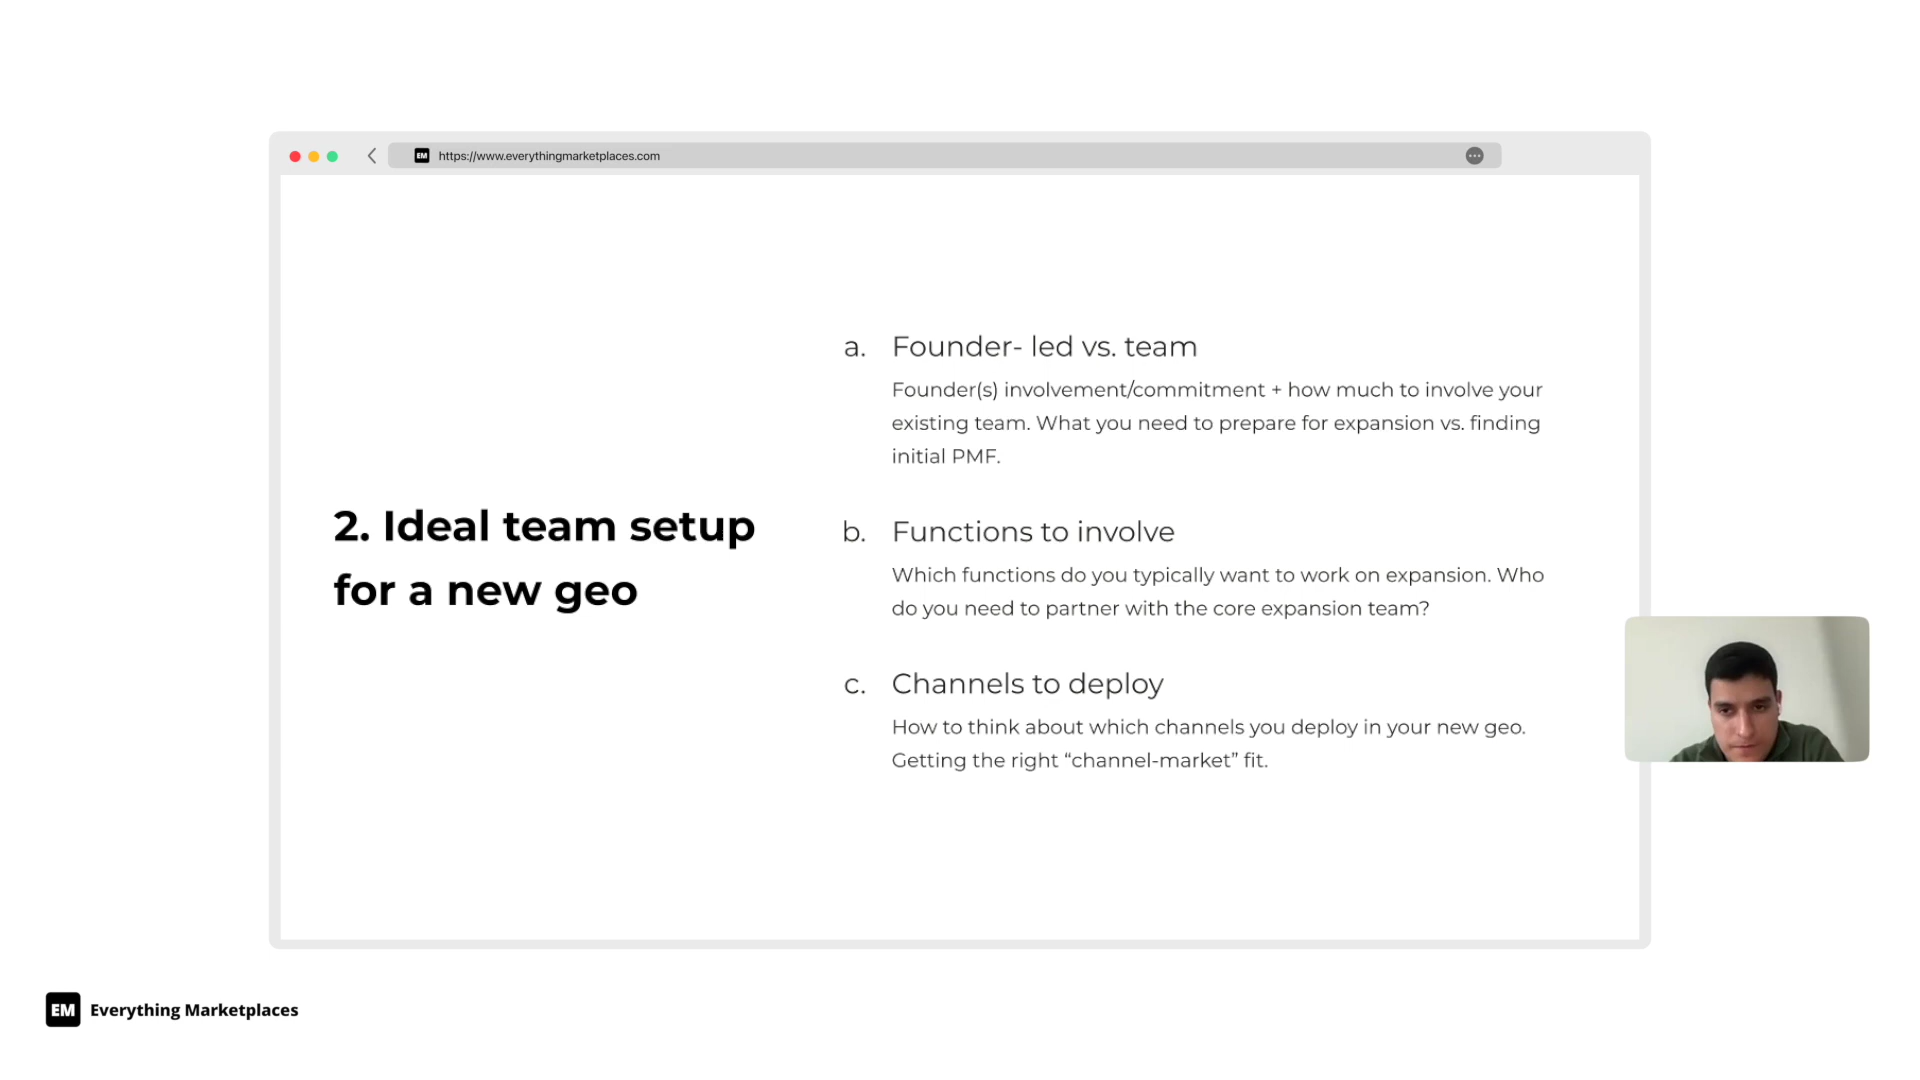 EM https://www.everythingmarketplaces.com
2. Ideal team setup
for a new geo
a. Founder- led vs. team
Founder(s) involvement/commitment + how much to involve your
existing team. What you need to prepare for expansion vs. finding
initial PMF.
b. Functions to involve
Which functions do you typically want to work on expansion. Who
do you need to partner with the core expansion team?
c. Channels to deploy
How to think about which channels you deploy in your new geo.
Getting the right “channel-market” fit.
EM Everything Marketplaces